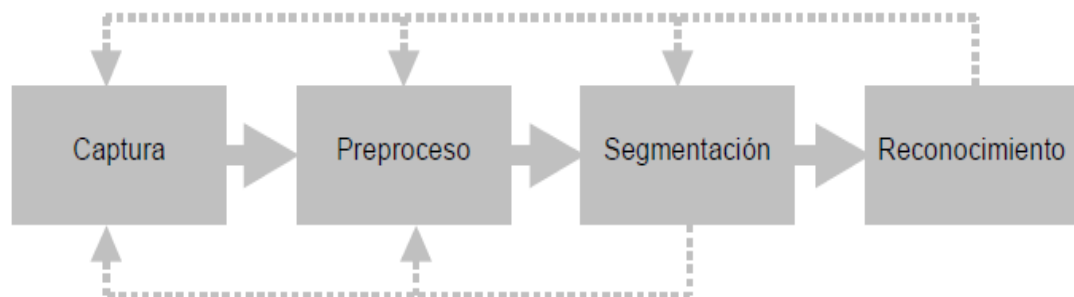 Captura
Preproceso
Segmentación
Reconocimiento